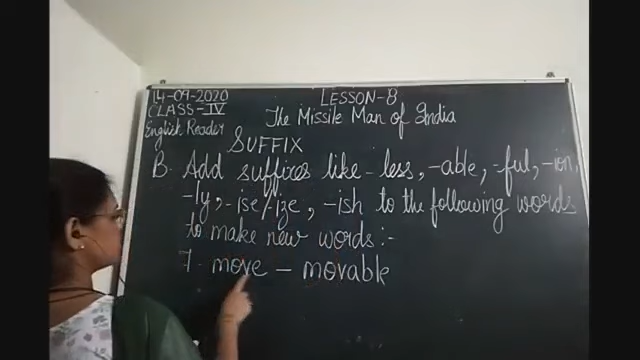 14-09-2020
LESSON-8
CLASS-IV
The Missile Man of India
English Reader
SUFFIX
B. Add suffixes like -less, -able, -ful, -ion,
-ly, -ise/-ize, -ish to the following words
to make new words:-
7. move - movable